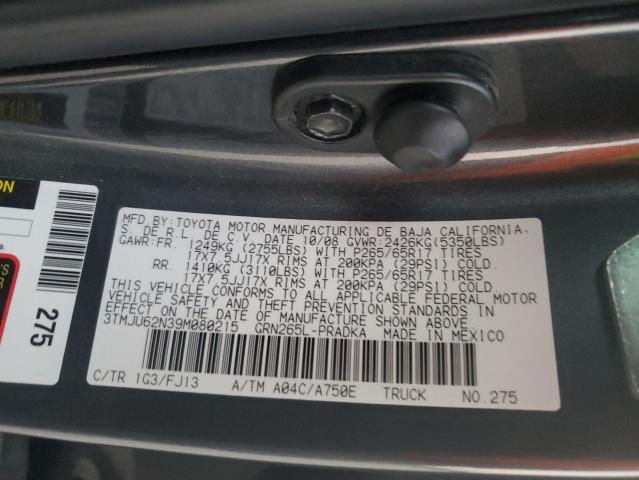 ION
275
MFD.BY:TOYOTA MOTOR MANUFACTURING DE BAJA CALIFORNIA,
S. DE R.L. DE C.V. DATE 10/08 GVWR:2426KG(5350LBS)
GAWR:FR. 1249KG (2755LBS) WITH P265/65R17 TIRES
17X7.5JJ17X RIMS AT 200KPA (29PSI) COLD.
RR. 1410KG (3110LBS) WITH P265/65R17 TIRES
17X7.5JJ17X RIMS AT 200KPA (29PSI) COLD.
THIS VEHICLE CONFORMS TO ALL APPLICABLE FEDERAL MOTOR
VEHICLE SAFETY AND THEFT PREVENTION STANDARDS IN
EFFECT ON THE DATE OF MANUFACTURE SHOWN ABOVE.
3TMJU62N39M080215 GRN265L-PRADKA MADE IN MEXICO
C/TR 1G3/FJ13 A/TM A04C/A750E TRUCK NO.275